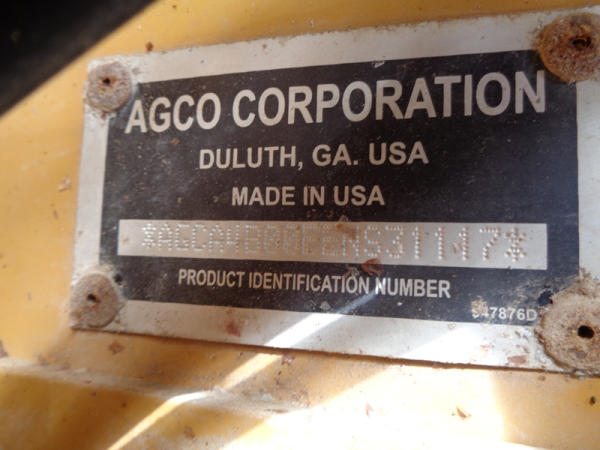 AGCO CORPORATION
DULUTH, GA. USA
MADE IN USA
PRODUCT IDENTIFICATION NUMBER